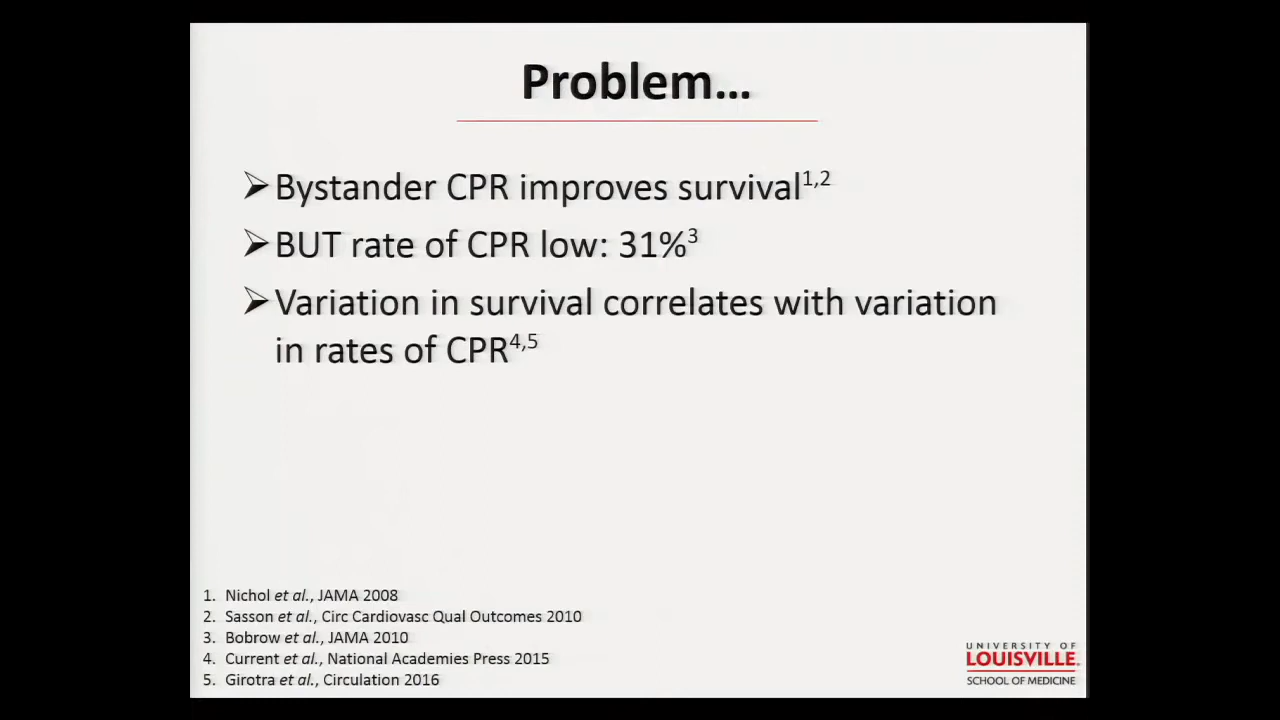 Problem...
➢Bystander CPR improves survival1,2
➢BUT rate of CPR low: 31%3
➢Variation in survival correlates with variation
in rates of CPR4,5
1. Nichol et al., JAMA 2008
2. Sasson et al., Circ Cardiovasc Qual Outcomes 2010
3. Bobrow et al., JAMA 2010
4. Current et al., National Academies Press 2015
5. Girotra et al., Circulation 2016
UNIVERSITY OF
LOUISVILLE.
SCHOOL OF MEDICINE